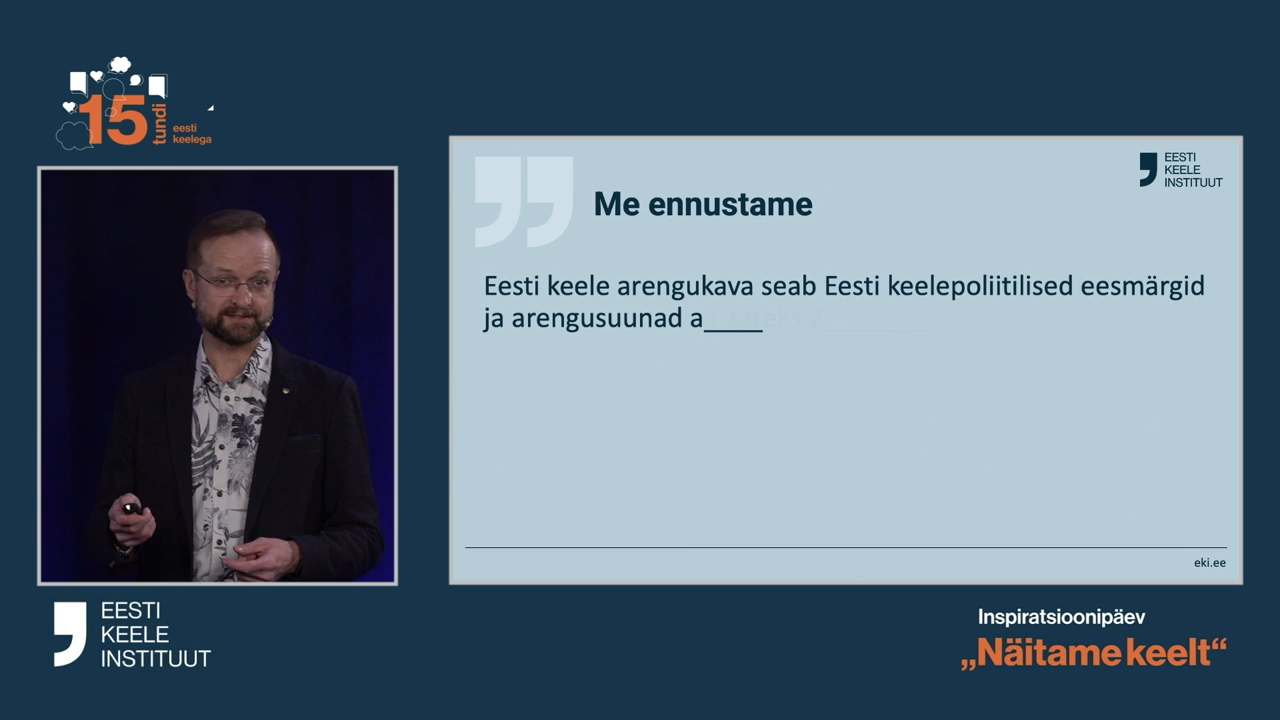 15
tundi
eesti
keelega
EESTI
KEELE
INSTITUUT
Me ennustame
Eesti keele arengukava seab Eesti keelepoliitilised eesmärgid
ja arengusuunad a____
eki.ee
EESTI
KEELE
INSTITUUT
Inspiratsioonipäev
„Näitame keelt“